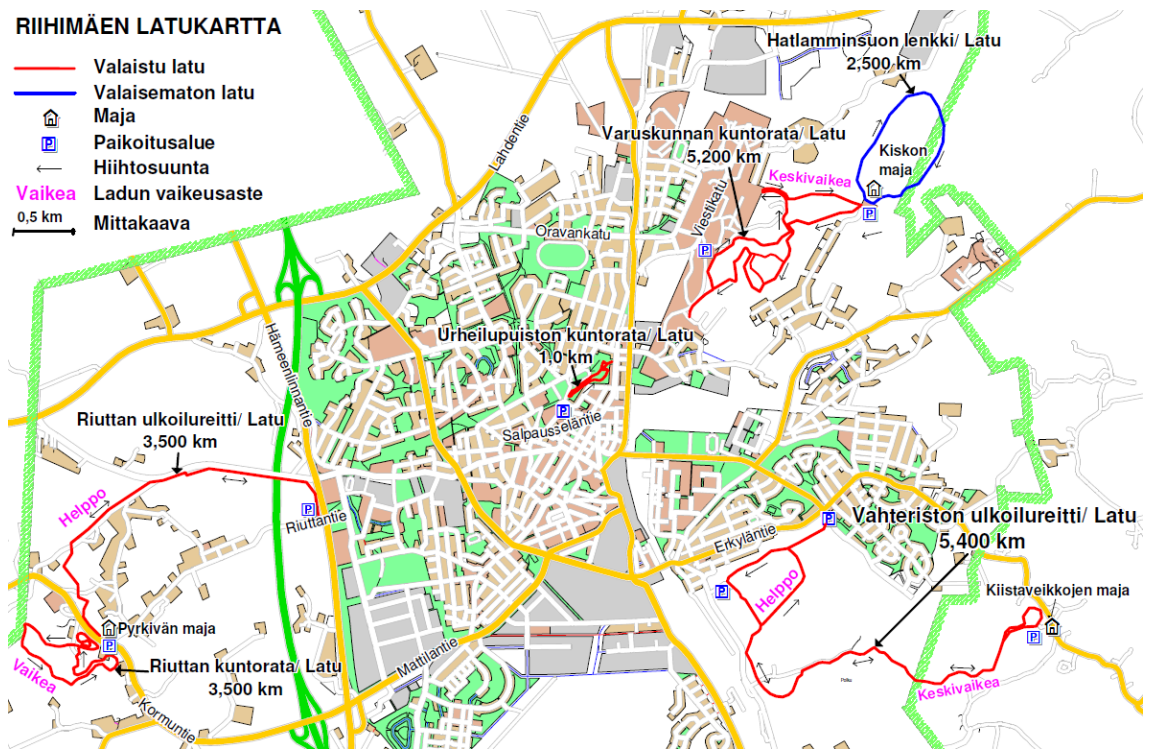 RIIHIMÄEN LATUKARTTA
Valaistu latu
Valaisematon latu
Maja
P Paikoitusalue
Hiihtosuunta
Vaikea Ladun vaikeusaste
0,5 km Mittakaava
Hatlamminsuon lenkki/ Latu
2,500 km
Lahdentie
Varuskunnan kuntorata/ Latu
5,200 km
Kiskon
maja
Keskivaikea
P
Viestikatu
Oravankatu
P
Hämeenlinnantie
Urheilupuiston kuntorata/ Latu
1.0 km
P
Salpausseläntie
Riuttan ulkoilureitti/ Latu
3,500 km
Helppo
P
Riuttantie
P
Vahteriston ulkoilureitti/ Latu
5,400 km
Erkyläntie
Helppo
P
Kiistaveikkojen maja
P
Pyrkivän maja
P
Riuttan kuntorata/ Latu
3,500 km
Vaikea
Mattilantie
Polku
Keskivaikea
Kormuntie